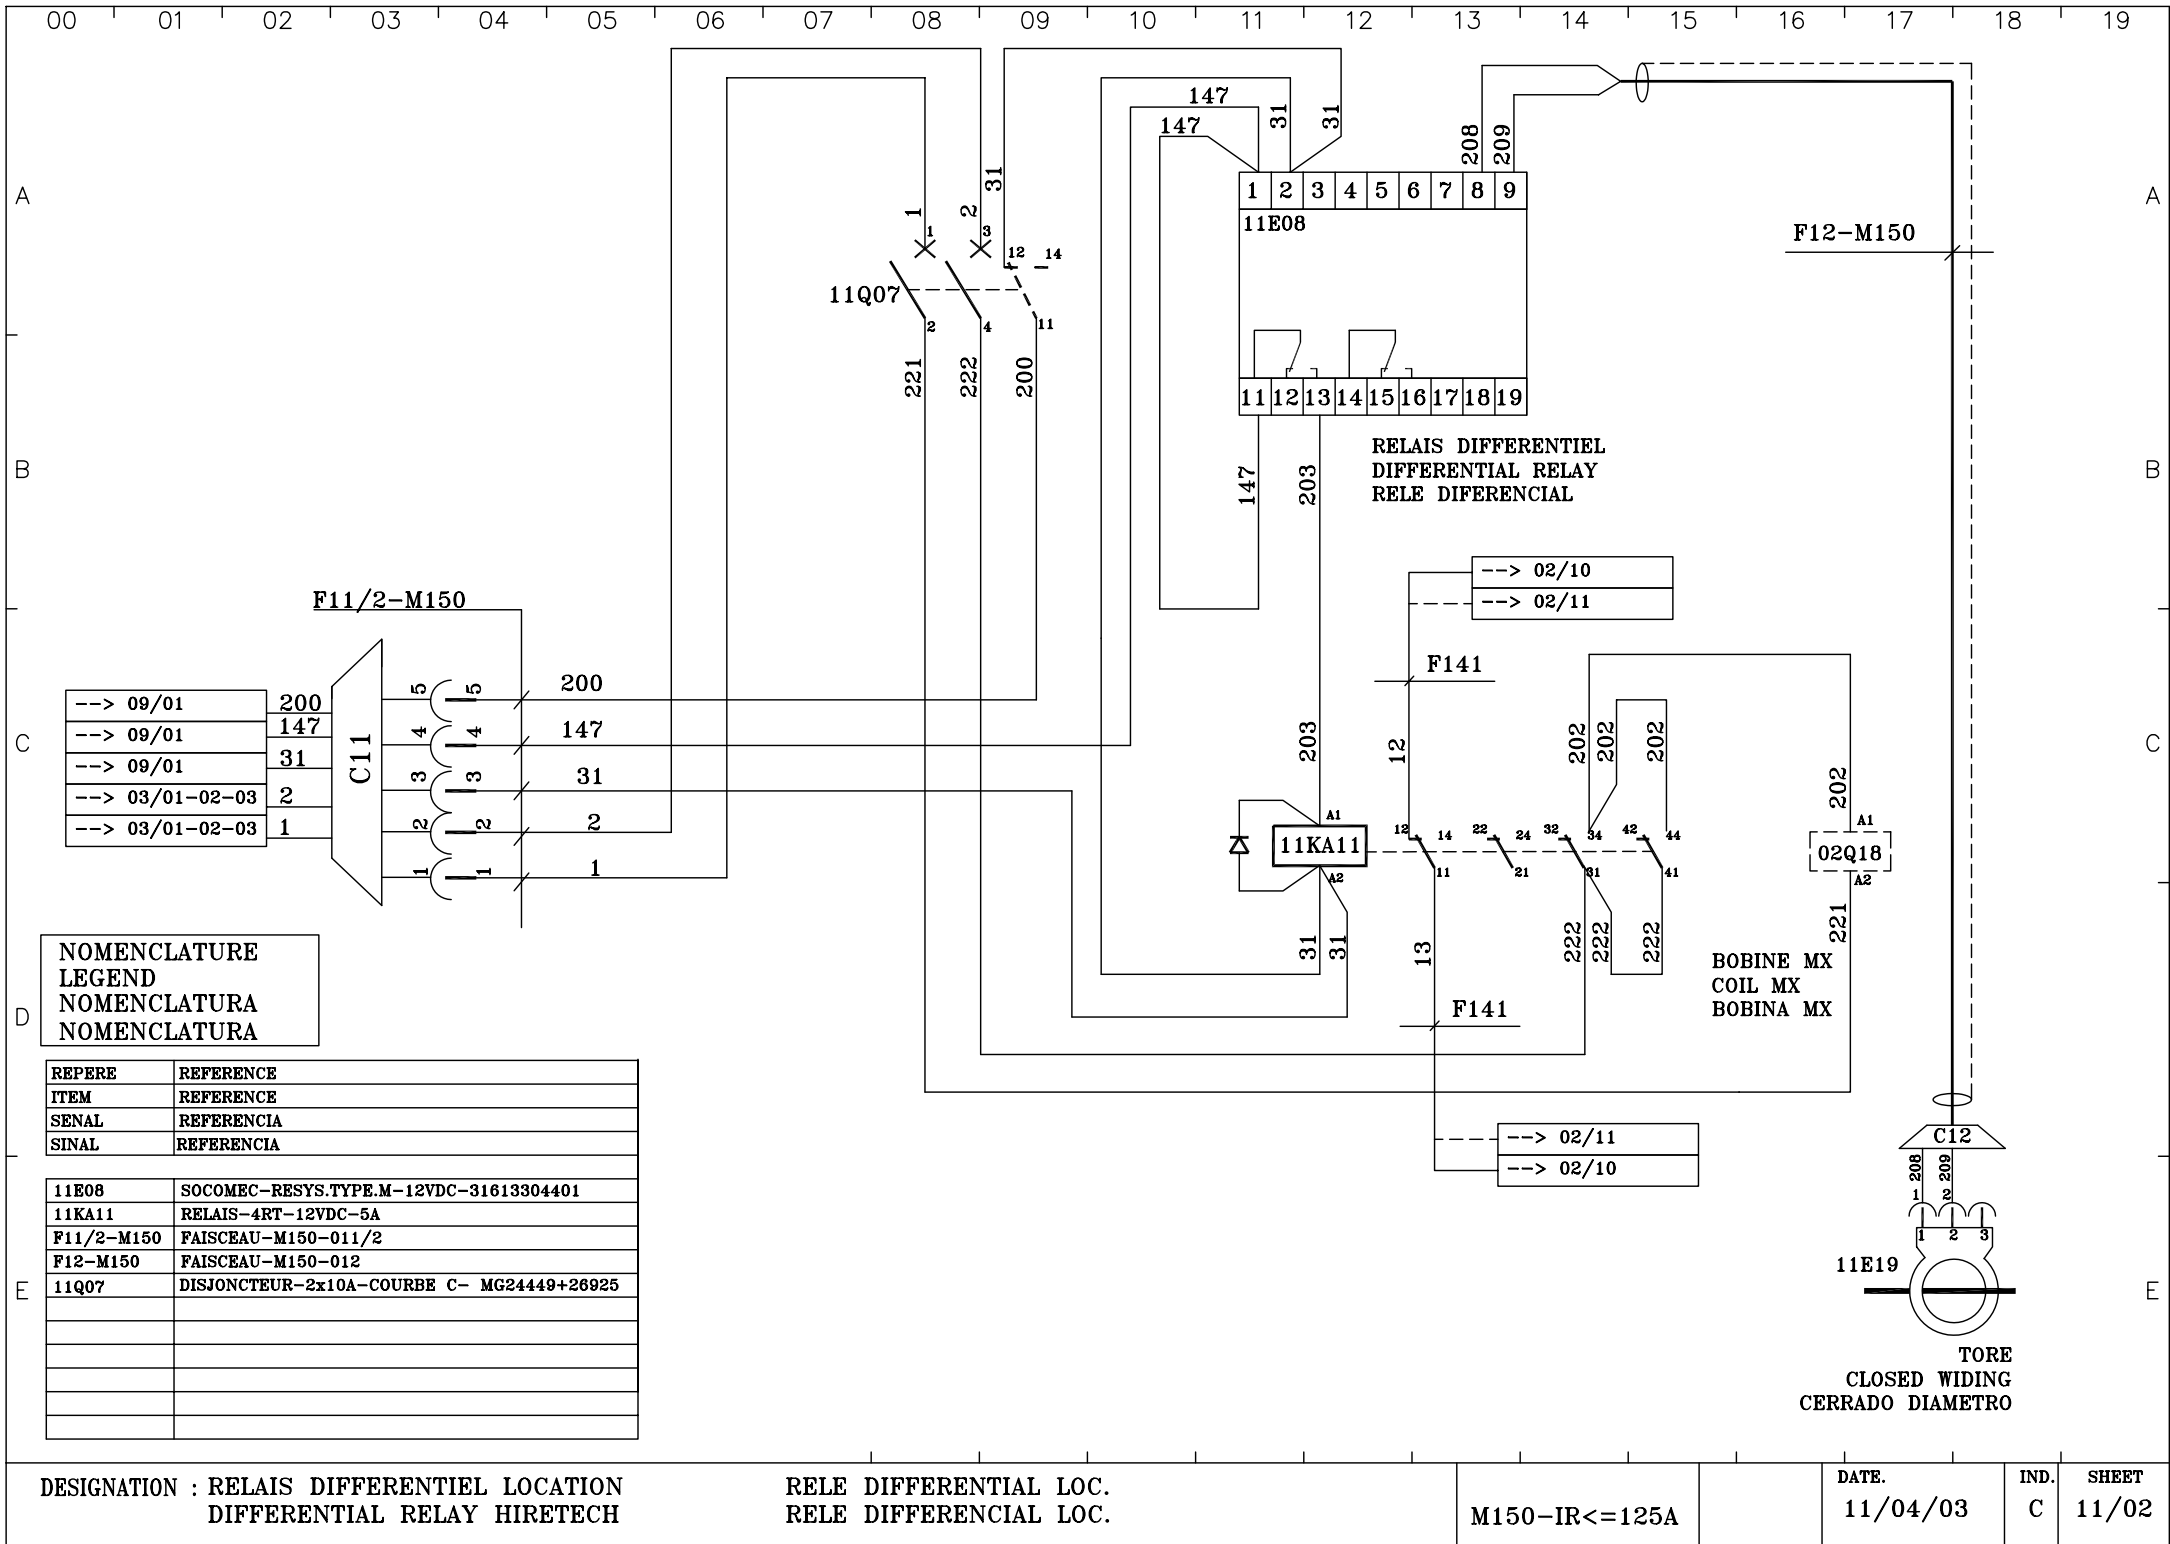 00 01 02 03 04 05 06 07 08 09 10 11 12 13 14 15 16 17 18 19
A
B
C
D
E
A
B
C
E
147
147
31
31
31
208
209
1
2
1 2 3 4 5 6 7 8 9
11E08
F12-M150
1
3
12
14
11Q07
2
4
11
221
222
200
11 12 13 14 15 16 17 18 19
RELAIS DIFFERENTIEL
DIFFERENTIAL RELAY
RELE DIFERENCIAL
147
203
--> 02/10
--> 02/11
F141
F11/2-M150
--> 09/01
--> 09/01
--> 09/01
--> 03/01-02-03
--> 03/01-02-03
200
147
31
2
1
C11
5 5
4 4
3 3
2 2
1 1
200
147
31
2
1
203
12
202
202
202
202
A1
11KA11
A2
12 14
11
22 24
21
32 34
31
42 44
41
A1
02Q18
A2
31
31
13
222
222
222
221
F141
BOBINE MX
COIL MX
BOBINA MX
--> 02/11
--> 02/10
NOMENCLATURE
LEGEND
NOMENCLATURA
NOMENCLATURA
REPERE REFERENCE
ITEM REFERENCE
SENAL REFERENCIA
SINAL REFERENCIA
11E08 SOCOMEC-RESYS.TYPE.M-12VDC-31613304401
11KA11 RELAIS-4RT-12VDC-5A
F11/2-M150 FAISCEAU-M150-011/2
F12-M150 FAISCEAU-M150-012
11Q07 DISJONCTEUR-2x10A-COURBE C- MG24449+26925
C12
208
209
1 2
1 2 3
11E19
TORE
CLOSED WIDING
CERRADO DIAMETRO
DESIGNATION : RELAIS DIFFERENTIEL LOCATION
DIFFERENTIAL RELAY HIRETECH
RELE DIFFERENTIAL LOC.
RELE DIFFERENCIAL LOC.
M150-IR<=125A
DATE.
11/04/03
IND.
C
SHEET
11/02